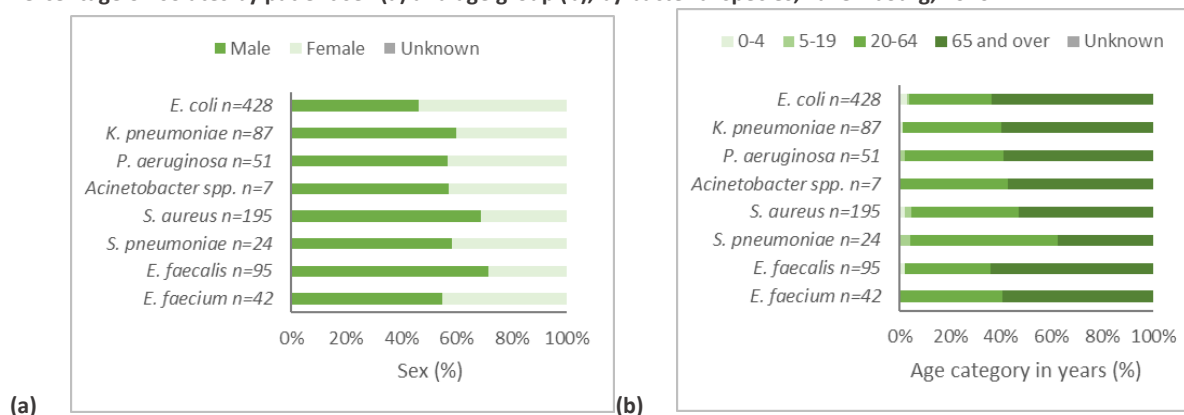 Male Female Unknown
E. coli n=428
K. pneumoniae n=87
P. aeruginosa n=51
Acinetobacter spp. n=7
S. aureus n=195
S. pneumoniae n=24
E. faecalis n=95
E. faecium n=42
0% 20% 40% 60% 80% 100%
Sex (%)
(a)
0-4 5-19 20-64 65 and over Unknown
E. coli n=428
K. pneumoniae n=87
P. aeruginosa n=51
Acinetobacter spp. n=7
S. aureus n=195
S. pneumoniae n=24
E. faecalis n=95
E. faecium n=42
0% 20% 40% 60% 80% 100%
Age category in years (%)
(b)